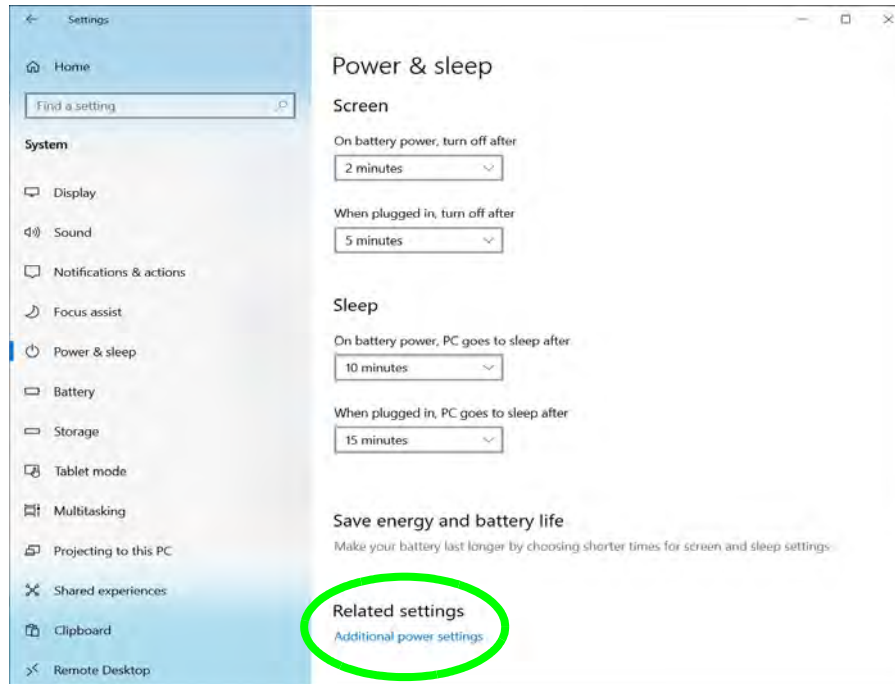 Settings
Home
Find a setting
System
Display
Sound
Notifications & actions
Focus assist
Power & sleep
Battery
Storage
Tablet mode
Multitasking
Projecting to this PC
Shared experiences
Clipboard
Remote Desktop
Power & sleep
Screen
On battery power, turn off after
2 minutes
When plugged in, turn off after
5 minutes
Sleep
On battery power, PC goes to sleep after
10 minutes
When plugged in, PC goes to sleep after
15 minutes
Save energy and battery life
Make your battery last longer by choosing shorter times for screen and sleep settings
Related settings
Additional power settings